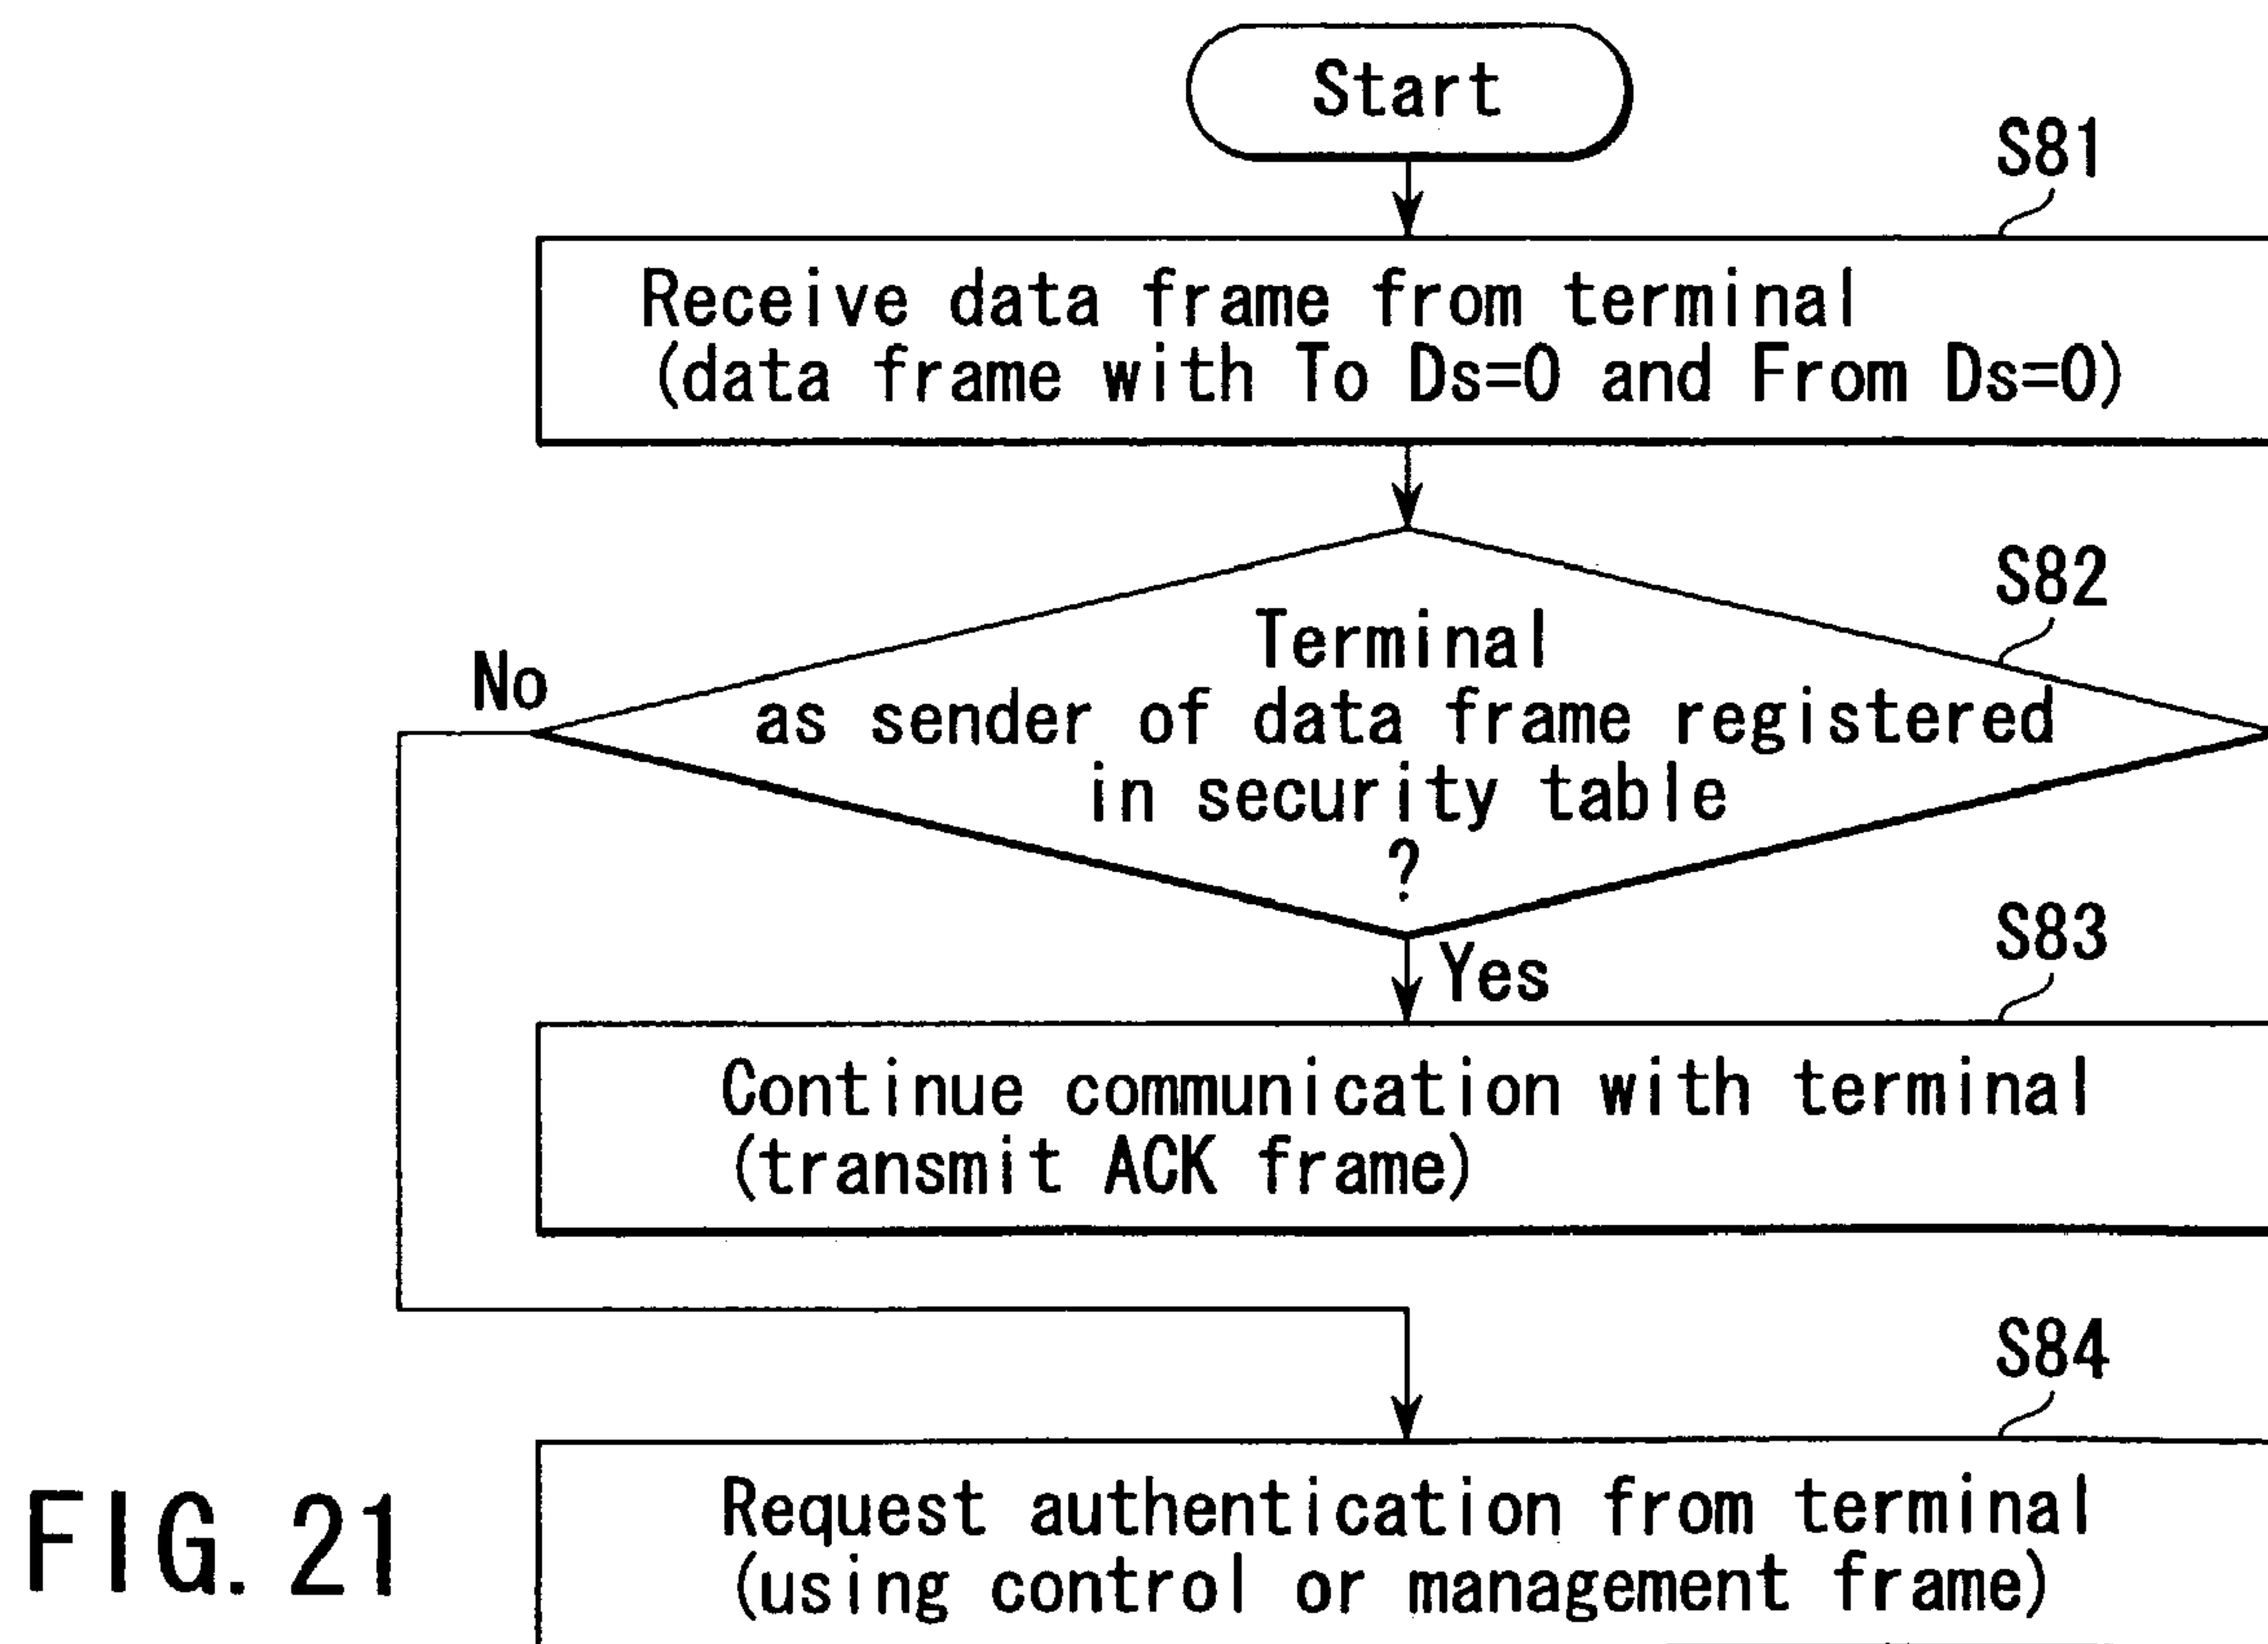 Start
S81
Receive data frame from terminal
(data frame with To Ds=0 and From Ds=0)
S82
No
Terminal
as sender of data frame registered
in security table
?
Yes
S83
Continue communication with terminal
(transmit ACK frame)
S84
Request authentication from terminal
(using control or management frame)
FIG. 21